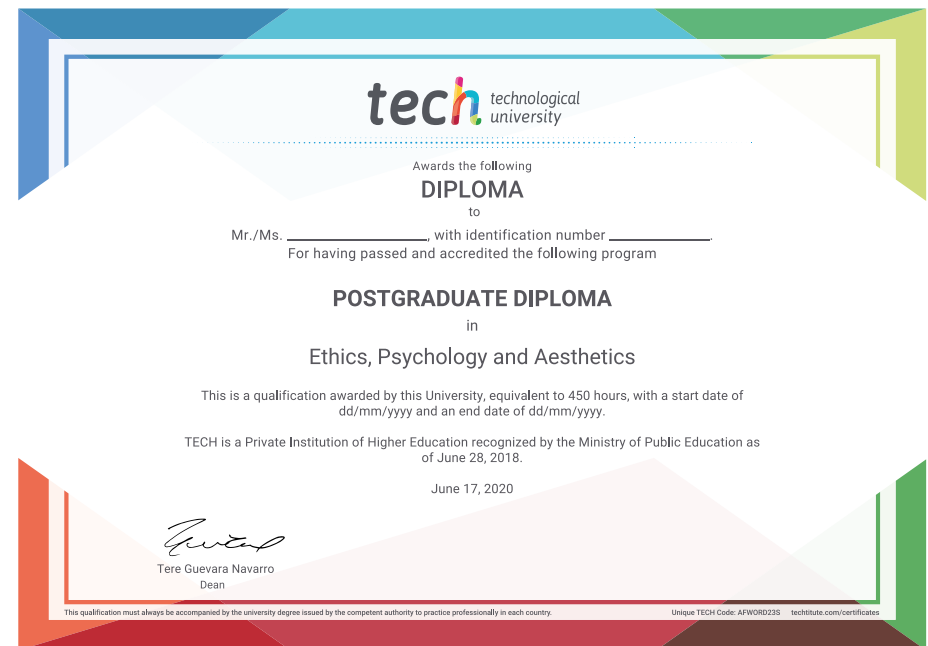 tech technological
university
Awards the following
DIPLOMA
to
Mr./Ms. ____________, with identification number ____________.
For having passed and accredited the following program
POSTGRADUATE DIPLOMA
in
Ethics, Psychology and Aesthetics
This is a qualification awarded by this University, equivalent to 450 hours, with a start date of
dd/mm/yyyy and an end date of dd/mm/yyyy.
TECH is a Private Institution of Higher Education recognized by the Ministry of Public Education as
of June 28, 2018.
June 17, 2020
Tere Guevara Navarro
Dean
This qualification must always be accompanied by the university degree issued by the competent authority to practice professionally in each country.
Unique TECH Code: AFWORD23S techtitute.com/certificates